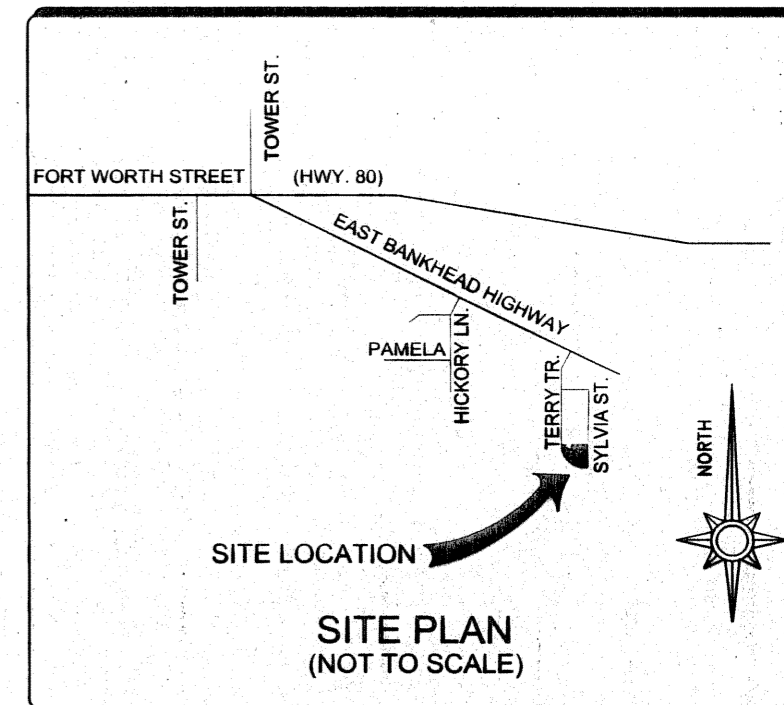 TOWER ST.
FORT WORTH STREET (HWY. 80)
TOWER ST.
EAST BANKHEAD HIGHWAY
PAMELA
HICKORY LN.
TERRY TR.
SYLVIA ST.
NORTH
SITE LOCATION
SITE PLAN
(NOT TO SCALE)